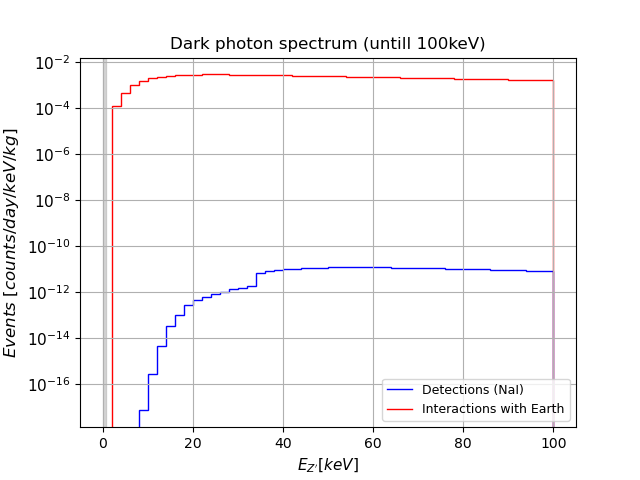 Dark photon spectrum (untill 100keV)
Events [counts/day/keV/kg]
10^{-2}
10^{-4}
10^{-6}
10^{-8}
10^{-10}
10^{-12}
10^{-14}
10^{-16}
Detections (NaI)
Interactions with Earth
0 20 40 60 80 100
E_{Z'}[keV]